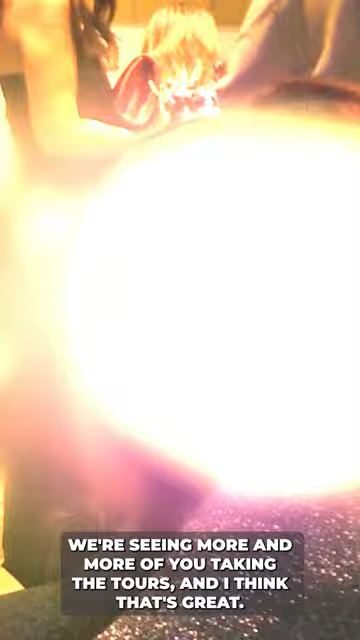 WE'RE SEEING MORE AND
MORE OF YOU TAKING
THE TOURS, AND I THINK
THAT'S GREAT.